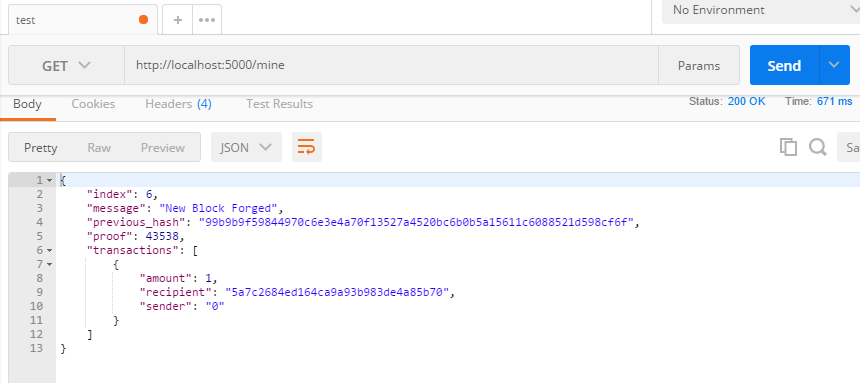 test
No Environment
GET http://localhost:5000/mine Params Send
Body Cookies Headers (4) Test Results Status: 200 OK Time: 671 ms
Pretty Raw Preview JSON Sa
1 {
2 "index": 6,
3 "message": "New Block Forged",
4 "previous_hash": "99b9b9f59844970c6e3e4a70f13527a4520bc6b0b5a15611c6088521d598cf6f",
5 "proof": 43538,
6 "transactions": [
7 {
8 "amount": 1,
9 "recipient": "5a7c2684ed164ca9a93b983de4a85b70",
10 "sender": "0"
11 }
12 ]
13 }